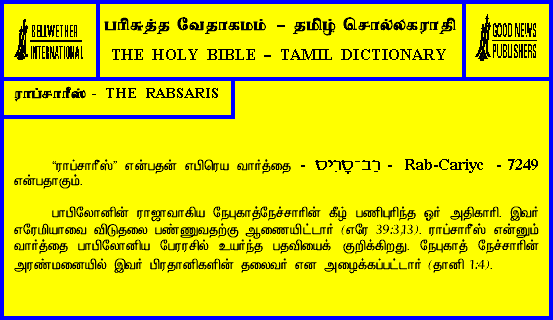 BELLWETHER
INTERNATIONAL
பரிசுத்த வேதாகமம் – தமிழ் சொல்லகராதி
THE HOLY BIBLE – TAMIL DICTIONARY
GOOD NEWS
PUBLISHERS
ராப்சாரீஸ் - THE RABSARIS
“ராப்சாரீஸ்” என்பதன் எபிரெய வார்த்தை - רַב־סָרִיס - Rab-Cariyc - 7249
என்பதாகும்.
பாபிலோனின் ராஜாவாகிய நேபுகாத்நேச்சாரின் கீழ் பணிபுரிந்த ஓர் அதிகாரி. இவர்
எரேமியாவை விடுதலை பண்ணுவதற்கு ஆணையிட்டார் (எரே 39:3,13). ராப்சாரீஸ் என்னும்
வார்த்தை பாபிலோனிய பேரரசில் உயர்ந்த பதவியைக் குறிக்கிறது. நேபுகாத் நேச்சாரின்
அரண்மனையில் இவர் பிரதானிகளின் தலைவர் என அழைக்கப்பட்டார் (தானி 1:4).